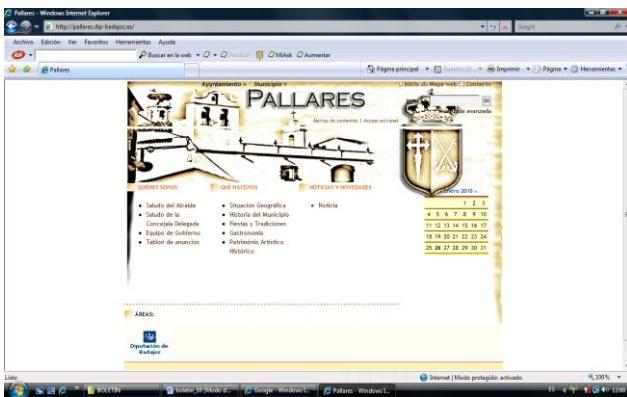 Pallares - Windows Internet Explorer
http://pallares.dip-badajoz.es/
Google
Archivo Edición Ver Favoritos Herramientas Ayuda
Buscar en la web MiAsk Aumentar
Pallares
Página principal Imprimir Página Herramientas
Ayuntamiento Municipio
Inicio Mapa web Contacto
PALLARES
OK
avanzada
Alertas de contenido | Acceso extranet
QUIÉNES SOMOS QUÉ HACEMOS NOTICIAS Y NOVEDADES
Enero 2010 »
• Saludo del Alcalde
• Saludo de la
Concejala Delegada
• Equipo de Gobierno
• Tablon de anuncios
• Situación Geográfica
• Historia del Municipio
• Fiestas y Tradiciones
• Gastronomía
• Patrimonio Artístico
Histórico
• Noticia
1 2 3
4 5 6 7 8 9 10
11 12 13 14 15 16 17
18 19 20 21 22 23 24
25 26 27 28 29 30 31
ÁREAS:
Diputación de
Badajoz
Listo
Internet | Modo protegido: activado
100%
BOLETIN
boletin_10 [Modo d...
Google - Windows I...
Pallares - Windows I...
ES
12:00